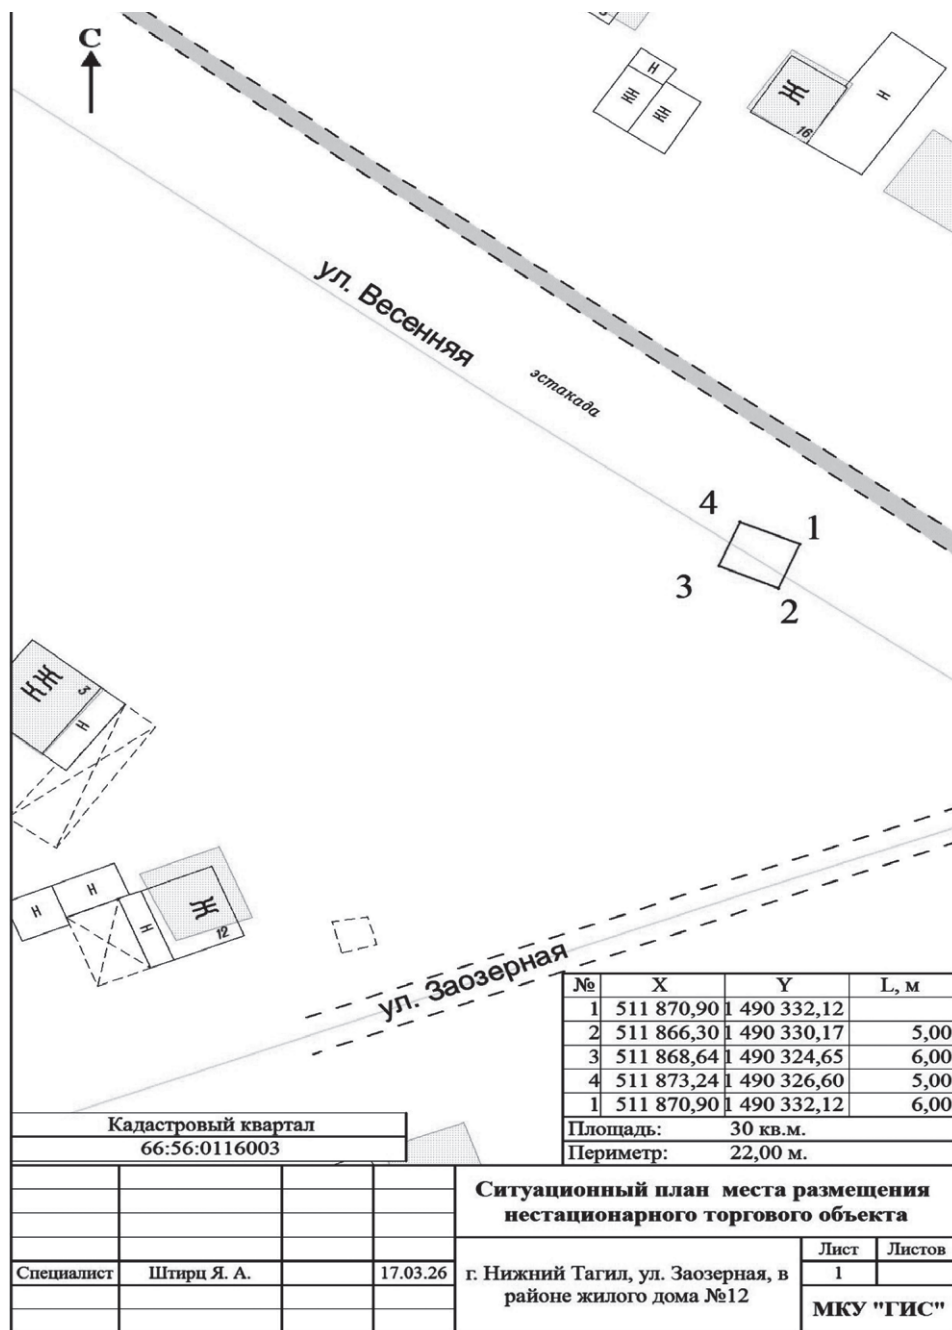 С
Н
КН
КН
Ж
16
Н
ул. Весенняя
эстакада
4
1
3
2
КЖ
3
Н
Н
Н
Н
Ж
12
ул. Заозерная
№ X Y L, м
1 511 870,90 1 490 332,12
2 511 866,30 1 490 330,17 5,00
3 511 868,64 1 490 324,65 6,00
4 511 873,24 1 490 326,60 5,00
1 511 870,90 1 490 332,12 6,00
Площадь: 30 кв.м.
Периметр: 22,00 м.
Кадастровый квартал
66:56:0116003
Ситуационный план места размещения
нестационарного торгового объекта
Специалист Штирц Я. А. 17.03.26
г. Нижний Тагил, ул. Заозерная, в
районе жилого дома №12
Лист Листов
1
МКУ "ГИС"